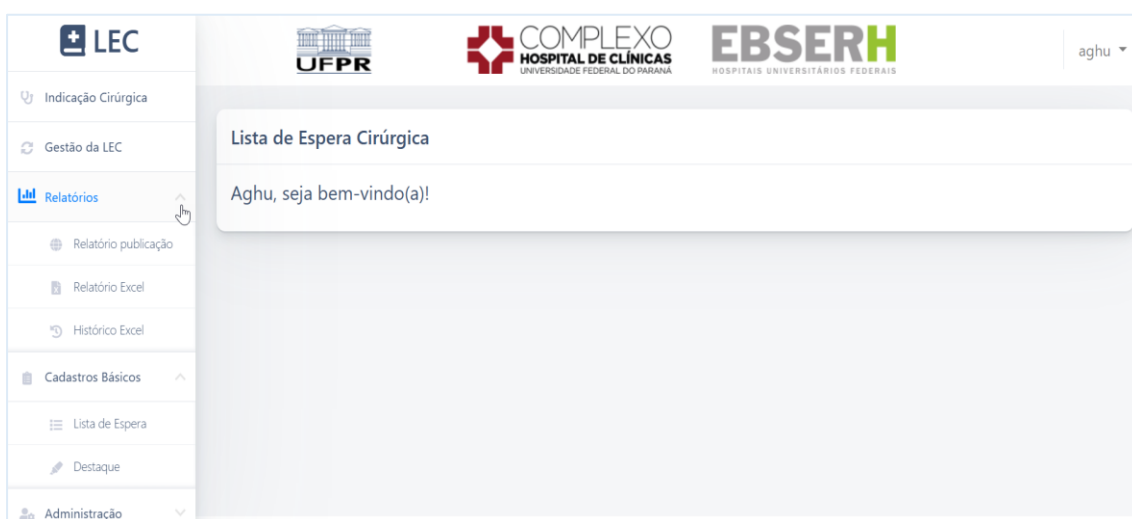 LEC
Indicação Cirúrgica
Gestão da LEC
Relatórios
Relatório publicação
Relatório Excel
Histórico Excel
Cadastros Básicos
Lista de Espera
Destaque
Administração
UFPR
COMPLEXO
HOSPITAL DE CLÍNICAS
UNIVERSIDADE FEDERAL DO PARANÁ
EBSERH
HOSPITAIS UNIVERSITÁRIOS FEDERAIS
aghu
Lista de Espera Cirúrgica
Aghu, seja bem-vindo(a)!